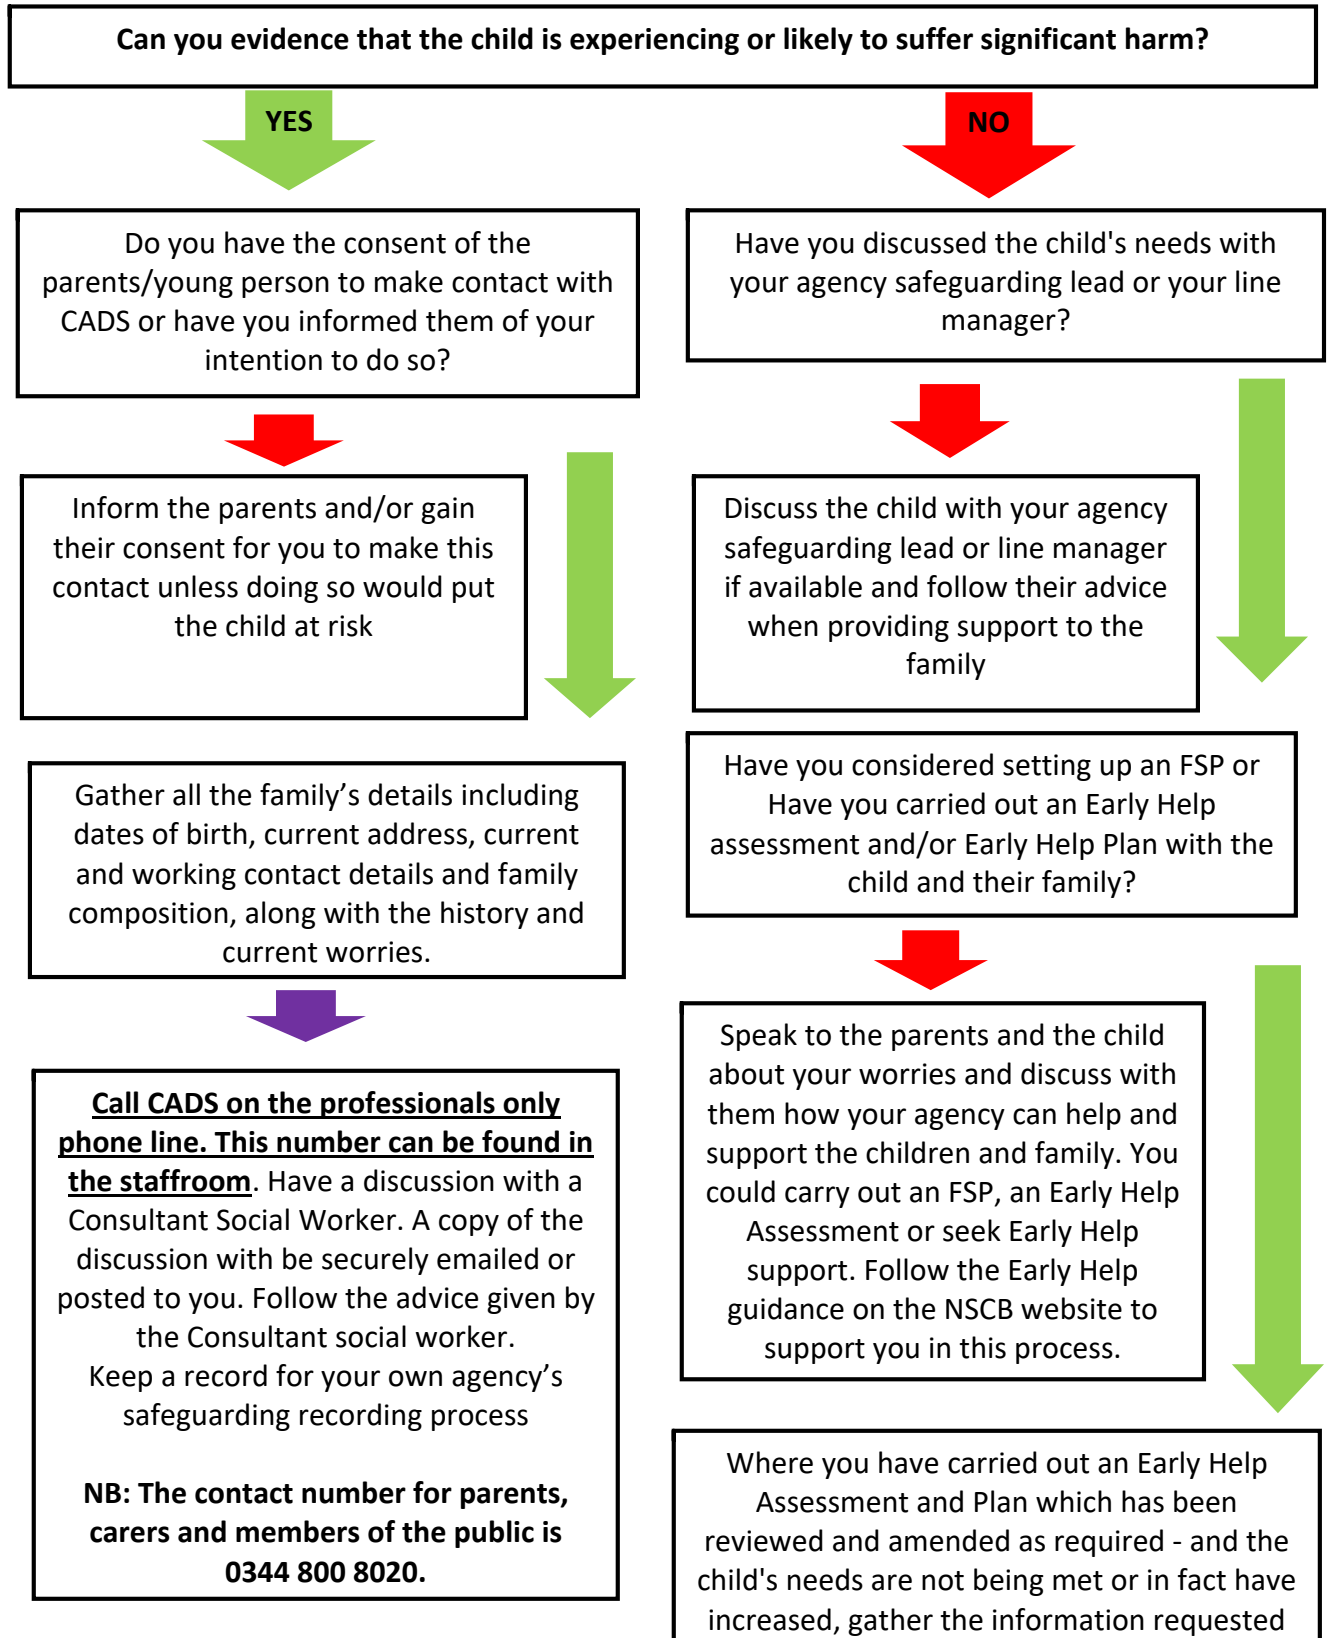 Can you evidence that the child is experiencing or likely to suffer significant harm?
YES
NO
Do you have the consent of the
parents/young person to make contact with
CADS or have you informed them of your
intention to do so?
Have you discussed the child's needs with
your agency safeguarding lead or your line
manager?
Inform the parents and/or gain
their consent for you to make this
contact unless doing so would put
the child at risk
Discuss the child with your agency
safeguarding lead or line manager
if available and follow their advice
when providing support to the
family
Gather all the family’s details including
dates of birth, current address, current
and working contact details and family
composition, along with the history and
current worries.
Have you considered setting up an FSP or
Have you carried out an Early Help
assessment and/or Early Help Plan with the
child and their family?
Call CADS on the professionals only
phone line. This number can be found in
the staffroom. Have a discussion with a
Consultant Social Worker. A copy of the
discussion with be securely emailed or
posted to you. Follow the advice given by
the Consultant social worker.
Keep a record for your own agency’s
safeguarding recording process
NB: The contact number for parents,
carers and members of the public is
0344 800 8020.
Speak to the parents and the child
about your worries and discuss with
them how your agency can help and
support the children and family. You
could carry out an FSP, an Early Help
Assessment or seek Early Help
support. Follow the Early Help
guidance on the NSCB website to
support you in this process.
Where you have carried out an Early Help
Assessment and Plan which has been
reviewed and amended as required - and the
child's needs are not being met or in fact have
increased, gather the information requested